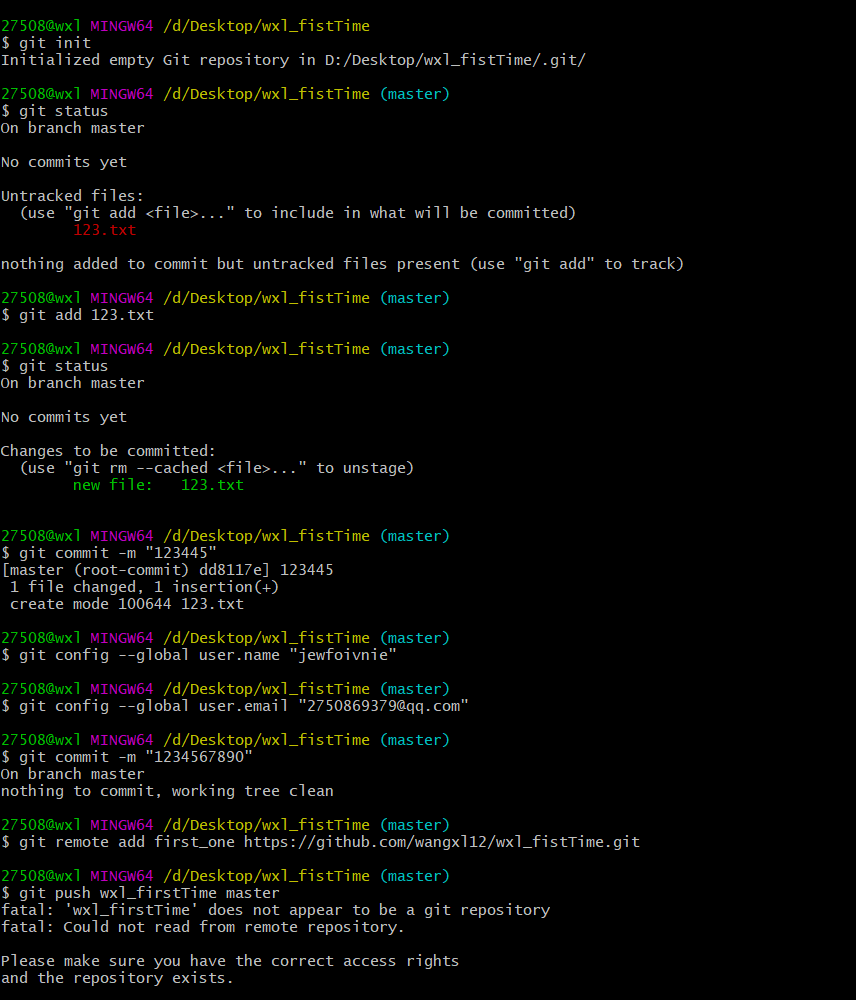 27508@wxl MINGW64 /d/Desktop/wxl_fistTime
$ git init
Initialized empty Git repository in D:/Desktop/wxl_fistTime/.git/
27508@wxl MINGW64 /d/Desktop/wxl_fistTime (master)
$ git status
On branch master
No commits yet
Untracked files:
  (use "git add <file>..." to include in what will be committed)
        123.txt
nothing added to commit but untracked files present (use "git add" to track)
27508@wxl MINGW64 /d/Desktop/wxl_fistTime (master)
$ git add 123.txt
27508@wxl MINGW64 /d/Desktop/wxl_fistTime (master)
$ git status
On branch master
No commits yet
Changes to be committed:
  (use "git rm --cached <file>..." to unstage)
        new file:   123.txt
27508@wxl MINGW64 /d/Desktop/wxl_fistTime (master)
$ git commit -m "123445"
[master (root-commit) dd8117e] 123445
 1 file changed, 1 insertion(+)
 create mode 100644 123.txt
27508@wxl MINGW64 /d/Desktop/wxl_fistTime (master)
$ git config --global user.name "jewfoivnie"
27508@wxl MINGW64 /d/Desktop/wxl_fistTime (master)
$ git config --global user.email "2750869379@qq.com"
27508@wxl MINGW64 /d/Desktop/wxl_fistTime (master)
$ git commit -m "1234567890"
On branch master
nothing to commit, working tree clean
27508@wxl MINGW64 /d/Desktop/wxl_fistTime (master)
$ git remote add first_one https://github.com/wangxl12/wxl_fistTime.git
27508@wxl MINGW64 /d/Desktop/wxl_fistTime (master)
$ git push wxl_firstTime master
fatal: 'wxl_firstTime' does not appear to be a git repository
fatal: Could not read from remote repository.
Please make sure you have the correct access rights
and the repository exists.